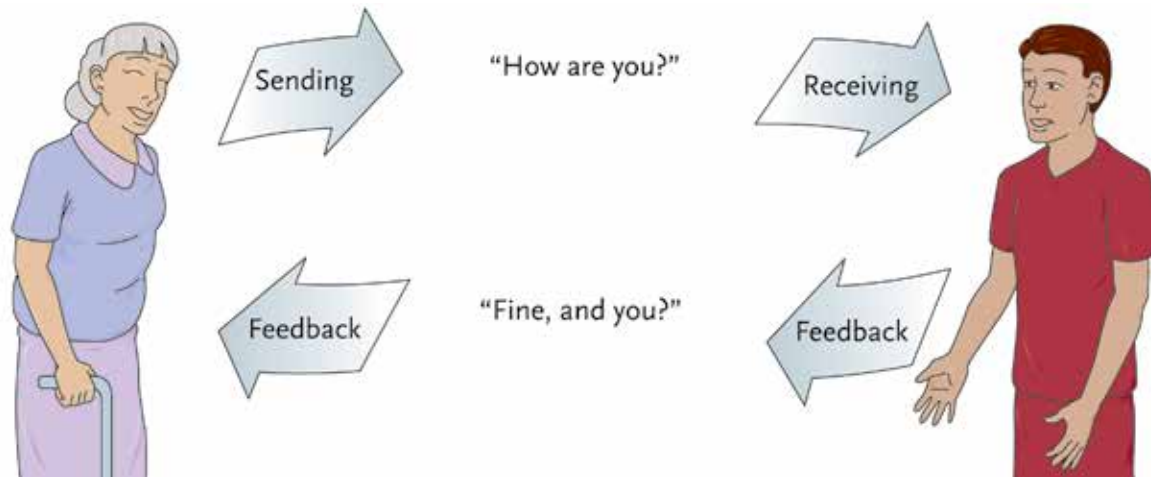 Sending
“How are you?”
Receiving
Feedback
“Fine, and you?”
Feedback